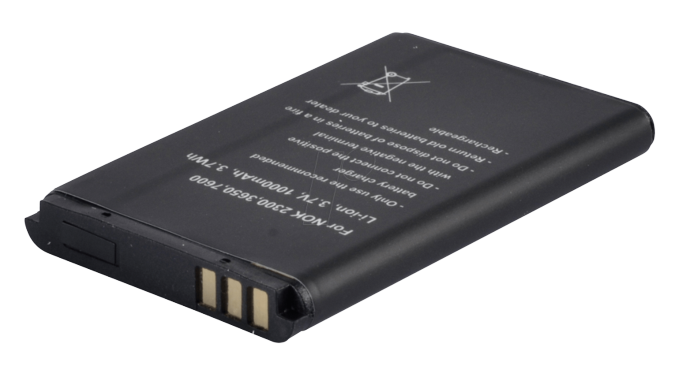 For NOK 2300,3650,7600
Li-ion, 3.7V, 1000mAh, 3.7Wh
- Only use the recommended
battery charger
- Do not connect the positive
with the negative terminal
- Do not dispose of batteries in a fire
- Return old batteries to your dealer
- Rechargeable